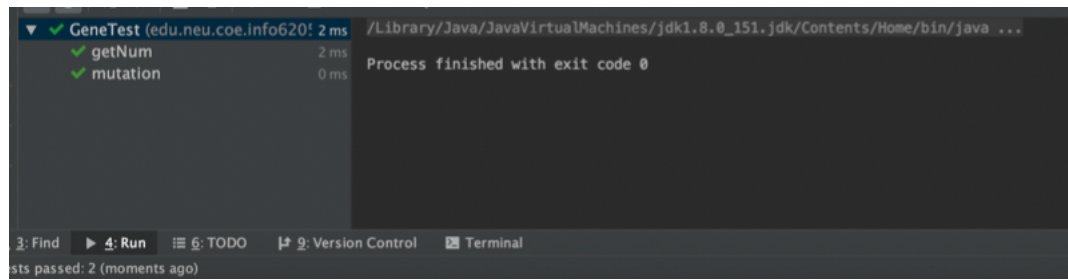 GeneTest (edu.neu.coe.info620 2 ms
getNum 2 ms
mutation 0 ms
/Library/Java/JavaVirtualMachines/jdk1.8.0_151.jdk/Contents/Home/bin/java ...
Process finished with exit code 0
3: Find 4: Run 6: TODO 9: Version Control Terminal
sts passed: 2 (moments ago)